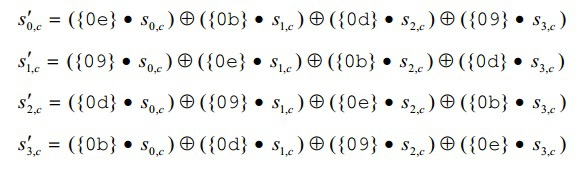 s′0,c = ({0e} • s0,c) ⊕ ({0b} • s1,c) ⊕ ({0d} • s2,c) ⊕ ({09} • s3,c)
s′1,c = ({09} • s0,c) ⊕ ({0e} • s1,c) ⊕ ({0b} • s2,c) ⊕ ({0d} • s3,c)
s′2,c = ({0d} • s0,c) ⊕ ({09} • s1,c) ⊕ ({0e} • s2,c) ⊕ ({0b} • s3,c)
s′3,c = ({0b} • s0,c) ⊕ ({0d} • s1,c) ⊕ ({09} • s2,c) ⊕ ({0e} • s3,c)